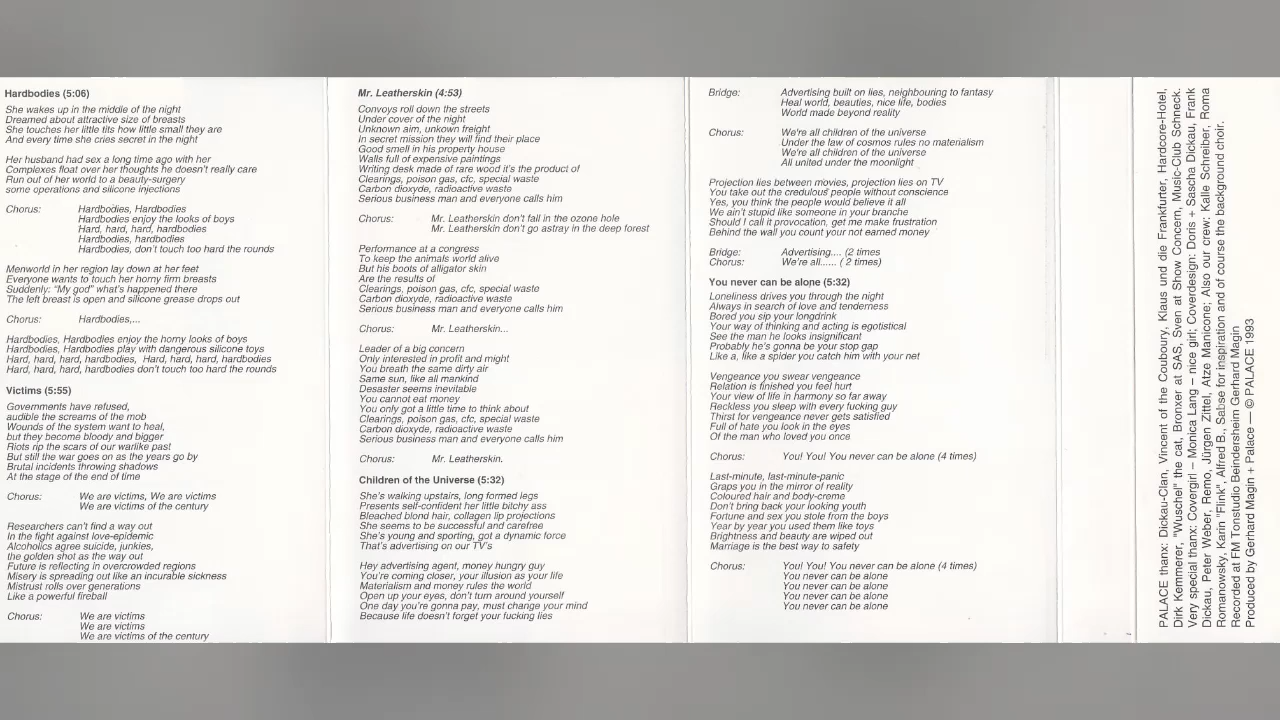 Hardbodies (5:06)
She wakes up in the middle of the night
Dreamed about attractive size of breasts
She touches her little tits how little small they are
And every time she cries secret in the night
Her husband had sex a long time ago with her
Complexes float over her thoughts he doesn't really care
Run out of her world to a beauty-surgery
some operations and silicone injections
Chorus: Hardbodies, Hardbodies
Hardbodies enjoy the looks of boys
Hard, hard, hard, hardbodies
Hardbodies, hardbodies
Hardbodies, don't touch too hard the rounds
Menworld in her region lay down at her feet
Everyone wants to touch her horny firm breasts
Suddenly: "My god" what's happened there
The left breast is open and silicone grease drops out
Chorus: Hardbodies,...
Hardbodies, Hardbodies enjoy the horny looks of boys
Hardbodies, Hardbodies play with dangerous silicone toys
Hard, hard, hard, hardbodies, Hard, hard, hard, hardbodies
Hard, hard, hard, hardbodies don't touch too hard the rounds
Victims (5:55)
Governments have refused,
audible the screams of the mob
Wounds of the system want to heal,
but they become bloody and bigger
Riots rip the scars of our warlike past
But still the war goes on as the years go by
Brutal incidents throwing shadows
At the stage of the end of time
Chorus: We are victims, We are victims
We are victims of the century
Researchers can't find a way out
In the fight against love-epidemic
Alcoholics agree suicide, junkies,
the golden shot as the way out
Future is reflecting in overcrowded regions
Misery is spreading out like an incurable sickness
Mistrust rolls over generations
Like a powerful fireball
Chorus: We are victims
We are victims
We are victims of the century
Mr. Leatherskin (4:53)
Convoys roll down the streets
Under cover of the night
Unknown aim, unkown freight
In secret mission they will find their place
Good smell in his property house
Walls full of expensive paintings
Writing desk made of rare wood it's the product of
Clearings, poison gas, cfc, special waste
Carbon dioxyde, radioactive waste
Serious business man and everyone calls him
Chorus: Mr. Leatherskin don't fall in the ozone hole
Mr. Leatherskin don't go astray in the deep forest
Performance at a congress
To keep the animals world alive
But his boots of alligator skin
Are the results of
Clearings, poison gas, cfc, special waste
Carbon dioxyde, radioactive waste
Serious business man and everyone calls him
Chorus: Mr. Leatherskin...
Leader of a big concern
Only interested in profit and might
You breath the same dirty air
Same sun, like all mankind
Desaster seems inevitable
You cannot eat money
You only got a little time to think about
Clearings, poison gas, cfc, special waste
Carbon dioxyde, radioactive waste
Serious business man and everyone calls him
Chorus: Mr. Leatherskin.
Children of the Universe (5:32)
She's walking upstairs, long formed legs
Presents self-confident her little bitchy ass
Bleached blond hair, collagen lip projections
She seems to be successful and carefree
She's young and sporting, got a dynamic force
That's advertising on our TV's
Hey advertising agent, money hungry guy
You're coming closer, your illusion as your life
Materialism and money rules the world
Open up your eyes, don't turn around yourself
One day you're gonna pay, must change your mind
Because life doesn't forget your fucking lies
Bridge: Advertising built on lies, neighbouring to fantasy
Heal world, beauties, nice life, bodies
World made beyond reality
Chorus: We're all children of the universe
Under the law of cosmos rules no materialism
We're all children of the universe
All united under the moonlight
Projection lies between movies, projection lies on TV
You take out the credulous people without conscience
Yes, you think the people would believe it all
We ain't stupid like someone in your branche
Should I call it provocation, get me make frustration
Behind the wall you count your not earned money
Bridge: Advertising.... (2 times
Chorus: We're all...... ( 2 times)
You never can be alone (5:32)
Loneliness drives you through the night
Always in search of love and tenderness
Bored you sip your longdrink
Your way of thinking and acting is egotistical
See the man he looks insignificant
Probably he's gonna be your stop gap
Like a, like a spider you catch him with your net
Vengeance you swear vengeance
Relation is finished you feel hurt
Your view of life in harmony so far away
Reckless you sleep with every fucking guy
Thirst for vengeance never gets satisfied
Full of hate you look in the eyes
Of the man who loved you once
Chorus: You! You! You never can be alone (4 times)
Last-minute, last-minute-panic
Graps you in the mirror of reality
Coloured hair and body-creme
Don't bring back your looking youth
Fortune and sex you stole from the boys
Year by year you used them like toys
Brightness and beauty are wiped out
Marriage is the best way to safety
Chorus: You! You! You never can be alone (4 times)
You never can be alone
You never can be alone
You never can be alone
You never can be alone
PALACE thanx: Dickau-Clan, Vincent of the Couboury, Klaus und die Frankfurter, Hardcore-Hotel,
Dirk Kemmerer, "Wuschel" the cat, Bronxer at SAS, Sven at Show Concern, Music-Club Schneck.
Very special thanx: Covergirl – Monica Lang – nice girl; Coverdesign: Doris + Sascha Dickau, Frank
Dickau, Peter Weber, Remo, Jürgen Zittel, Atze Manicone; Also our crew: Kalle Schreiber, Roma
Romanowsky, Karin "Flink", Alfred B., Sabse for inspiration and of course the background choir.
Recorded at FM Tonstudio Beindersheim Gerhard Magin
Produced by Gerhard Magin + Palace — © PALACE 1993